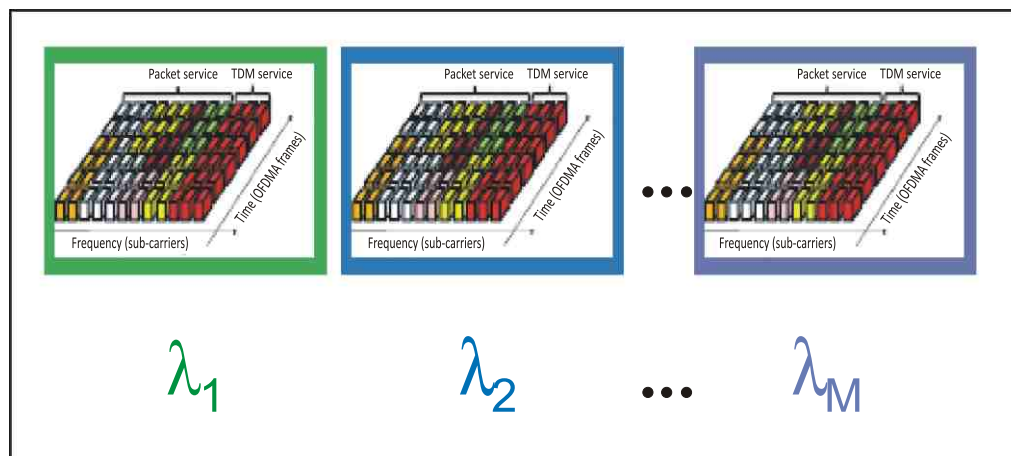 Packet service TDM service
Time (OFDMA frames)
Frequency (sub-carriers)
Packet service TDM service
Time (OFDMA frames)
Frequency (sub-carriers)
•••
Packet service TDM service
Time (OFDMA frames)
Frequency (sub-carriers)
λ1
λ2
•••
λM